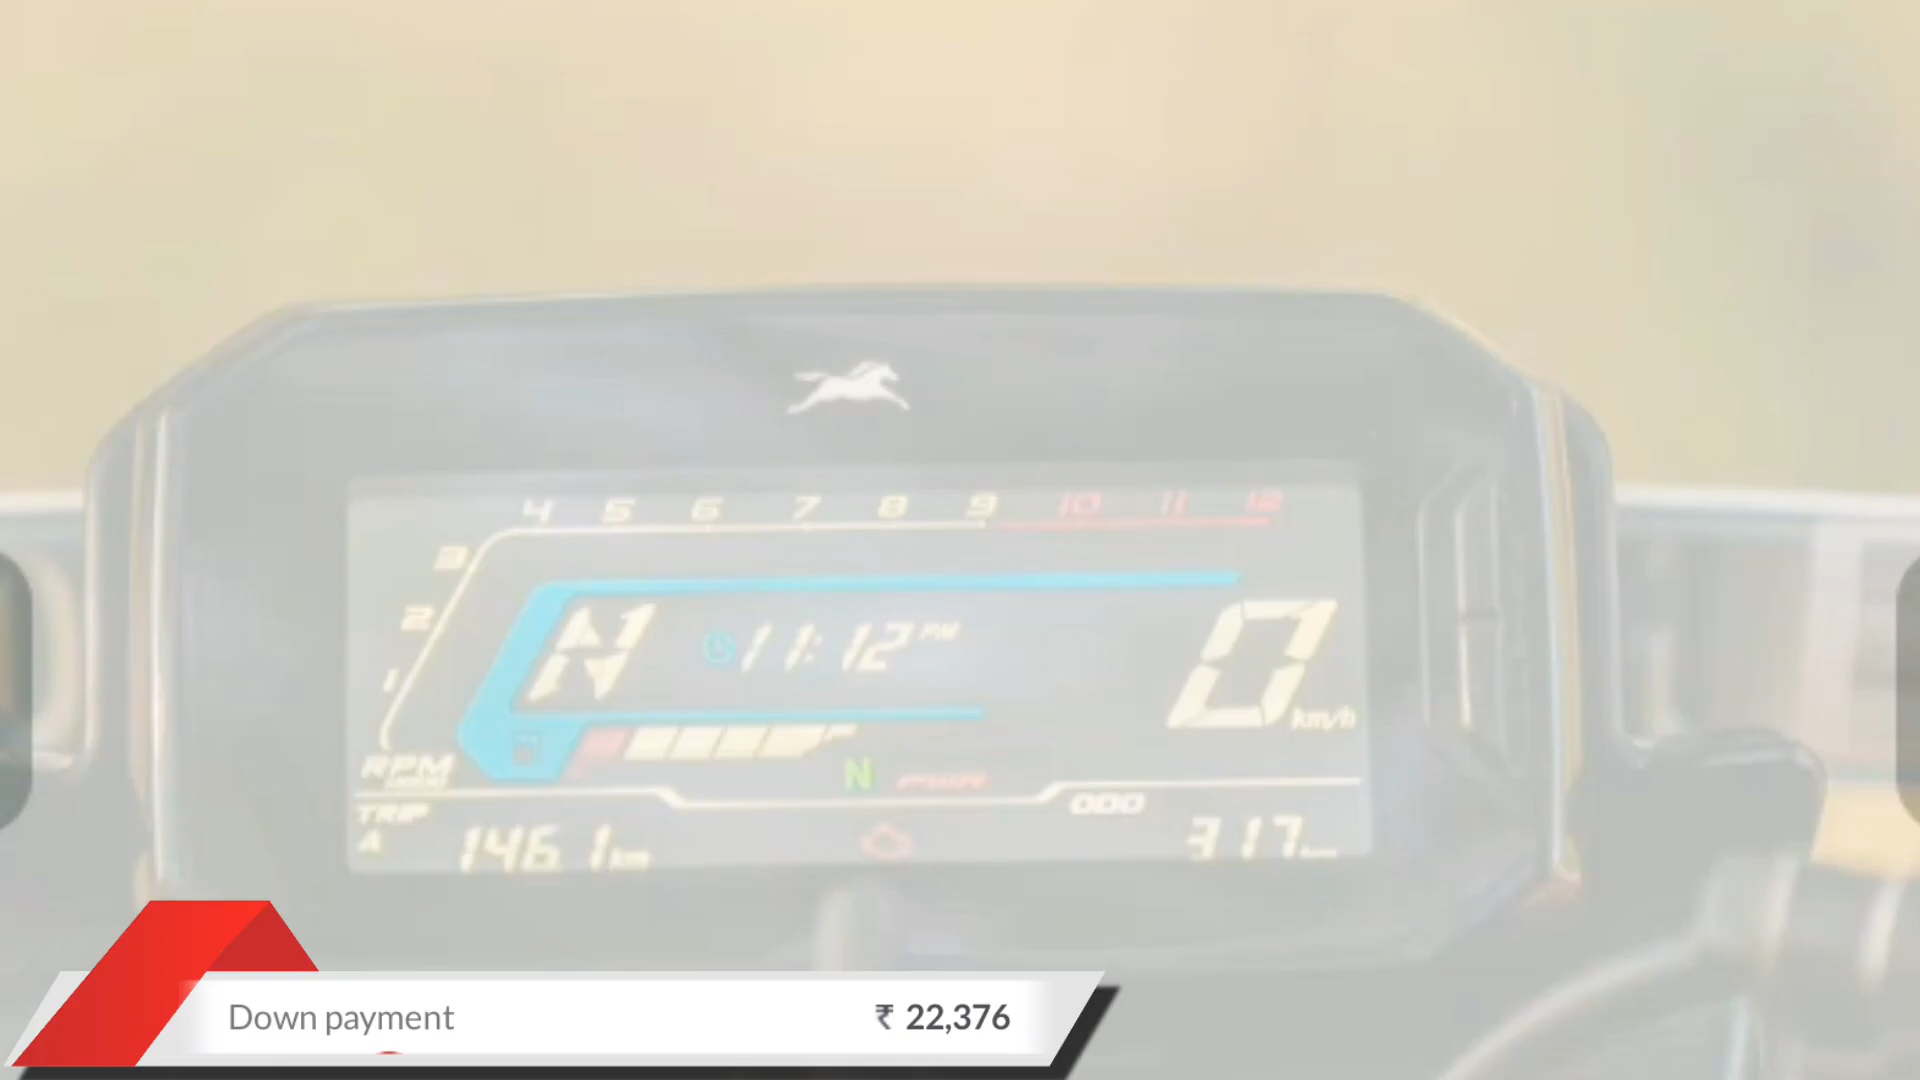 4 5 6 7 8 9 10 11 12
3
2
1
N 11:12 PM 0
km/h
RPM
N PWR
TRIP ODO
A 146.1 km 317
Down payment ₹ 22,376